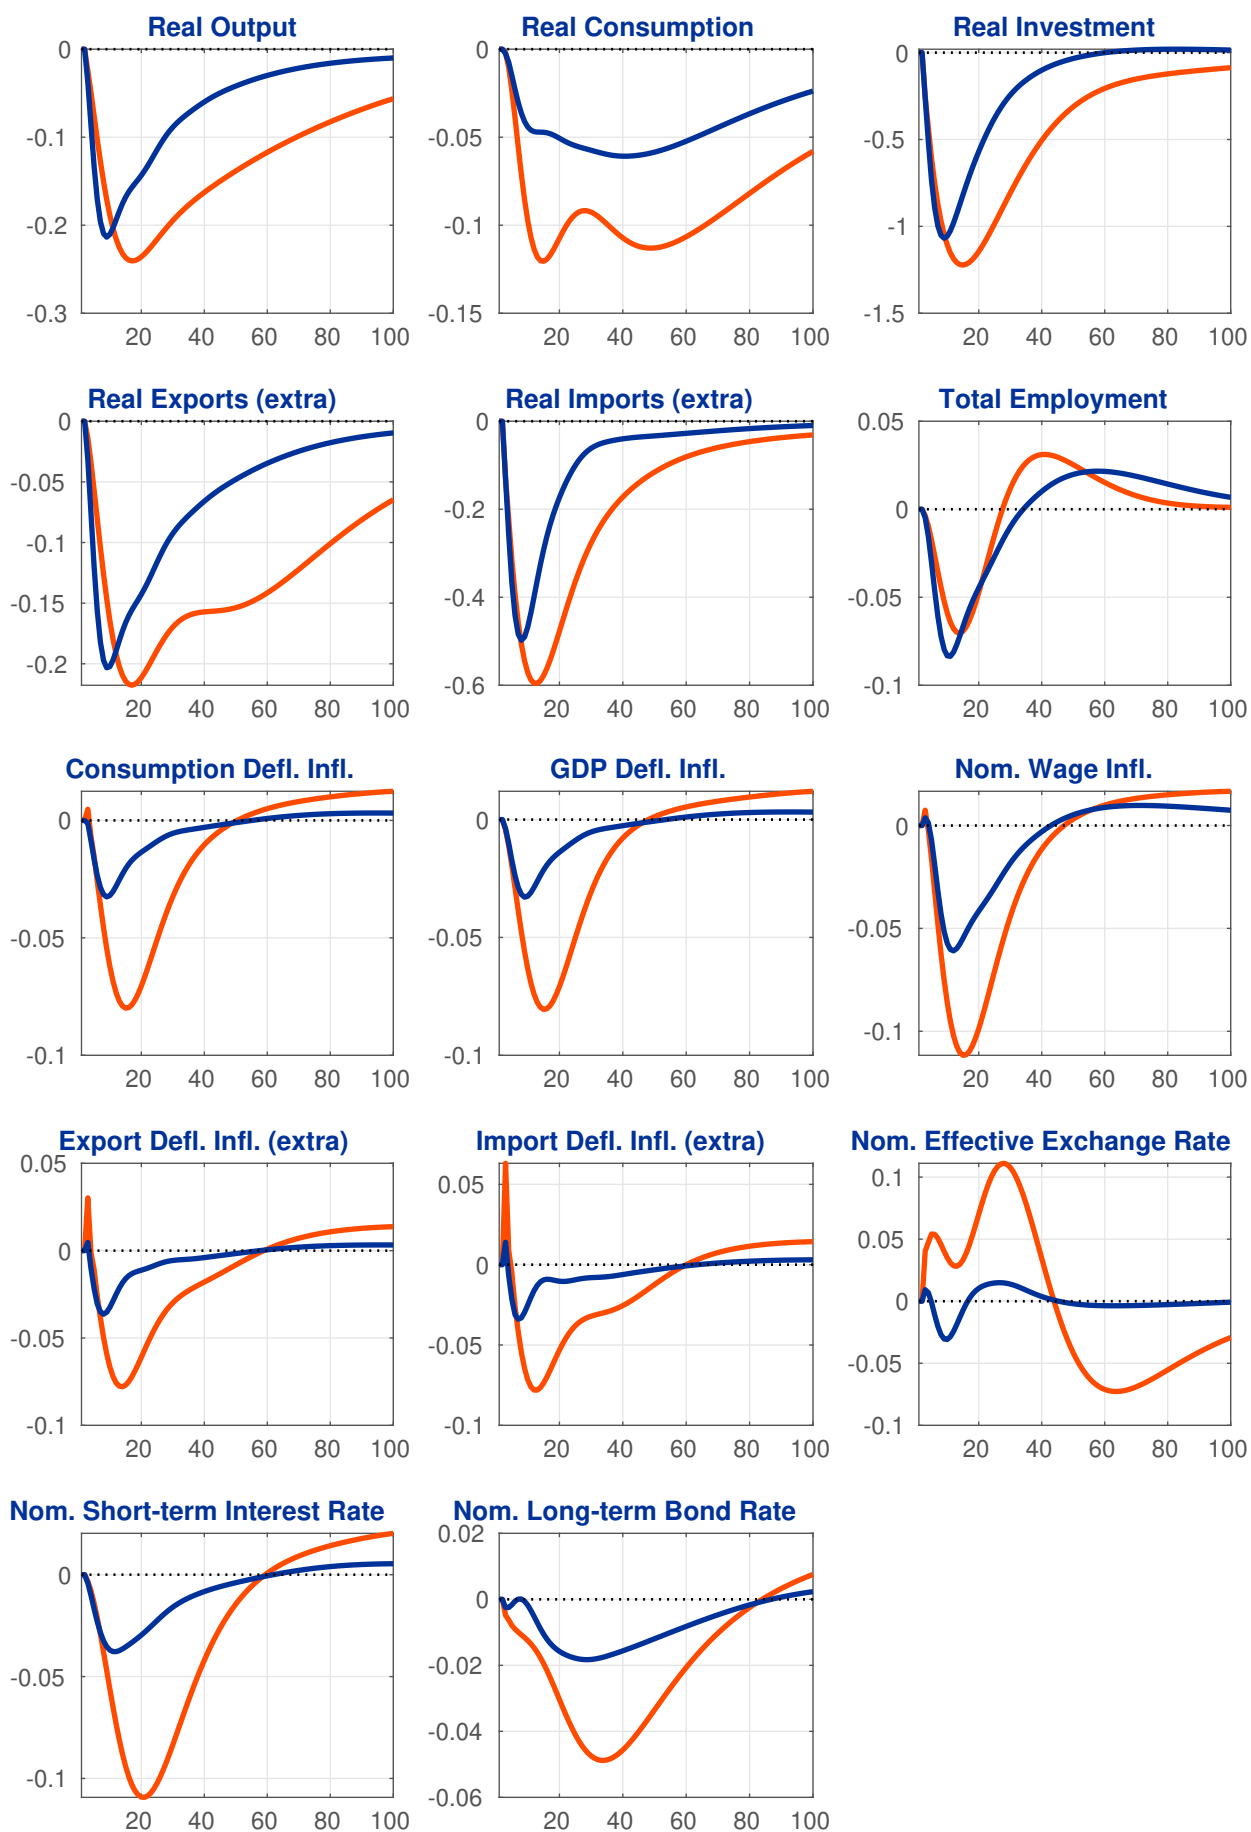 Real Output
0
-0.1
-0.2
-0.3
20 40 60 80 100
Real Consumption
0
-0.05
-0.1
-0.15
20 40 60 80 100
Real Investment
0
-0.5
-1
-1.5
20 40 60 80 100
Real Exports (extra)
0
-0.05
-0.1
-0.15
-0.2
20 40 60 80 100
Real Imports (extra)
0
-0.2
-0.4
-0.6
20 40 60 80 100
Total Employment
0.05
0
-0.05
-0.1
20 40 60 80 100
Consumption Defl. Infl.
0
-0.05
-0.1
20 40 60 80 100
GDP Defl. Infl.
0
-0.05
-0.1
20 40 60 80 100
Nom. Wage Infl.
0
-0.05
-0.1
20 40 60 80 100
Export Defl. Infl. (extra)
0.05
0
-0.05
-0.1
20 40 60 80 100
Import Defl. Infl. (extra)
0.05
0
-0.05
-0.1
20 40 60 80 100
Nom. Effective Exchange Rate
0.1
0.05
0
-0.05
-0.1
20 40 60 80 100
Nom. Short-term Interest Rate
0
-0.05
-0.1
20 40 60 80 100
Nom. Long-term Bond Rate
0.02
0
-0.02
-0.04
-0.06
20 40 60 80 100